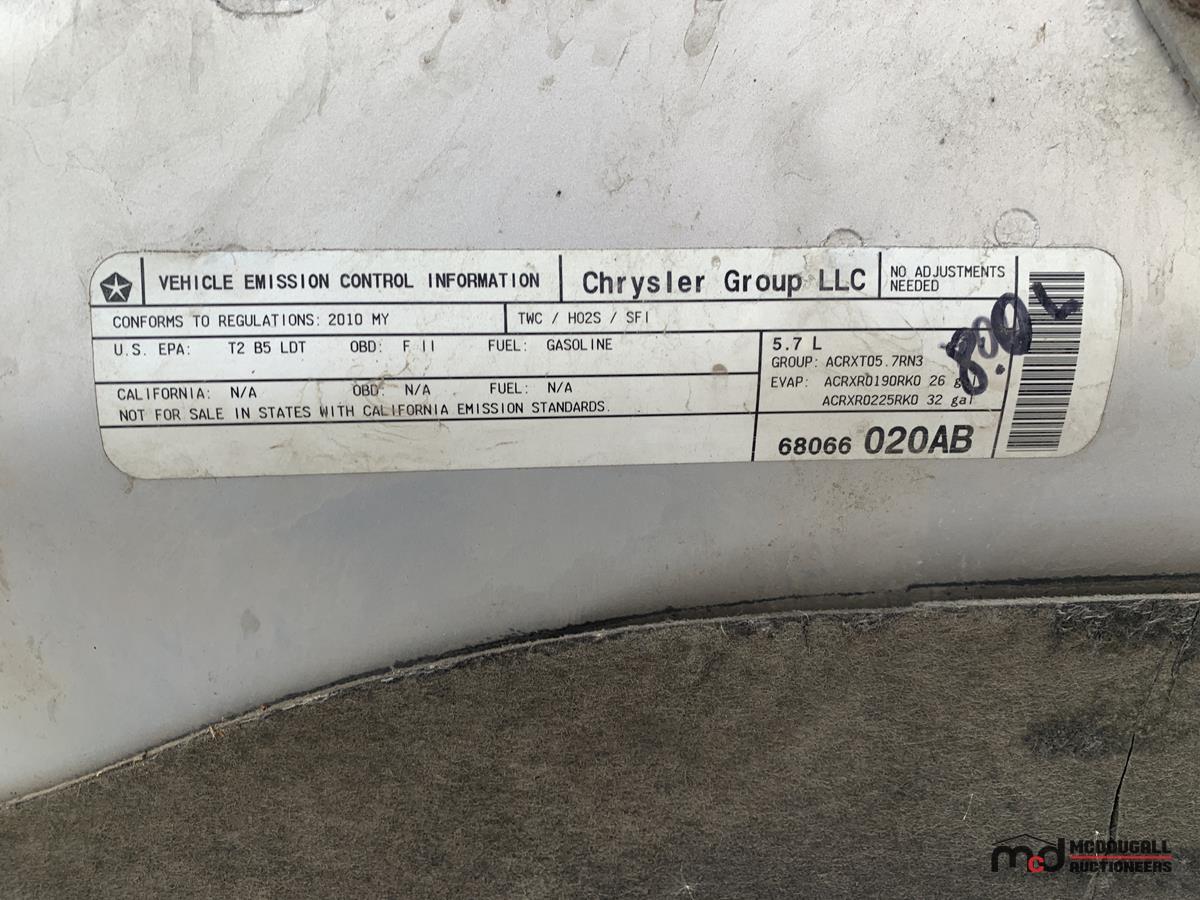 VEHICLE EMISSION CONTROL INFORMATION
Chrysler Group LLC
NO ADJUSTMENTS
NEEDED
CONFORMS TO REGULATIONS: 2010 MY
TWC / HO2S / SFI
U.S. EPA: T2 B5 LDT OBD: F II FUEL: GASOLINE
CALIFORNIA: N/A OBD: N/A FUEL: N/A
NOT FOR SALE IN STATES WITH CALIFORNIA EMISSION STANDARDS.
5.7 L
GROUP: ACRXT05.7RN3
EVAP: ACRXR0190RK0 26 gal
ACRXR0225RK0 32 gal
68066 020AB
mcd MCDOUGALL
AUCTIONEERS